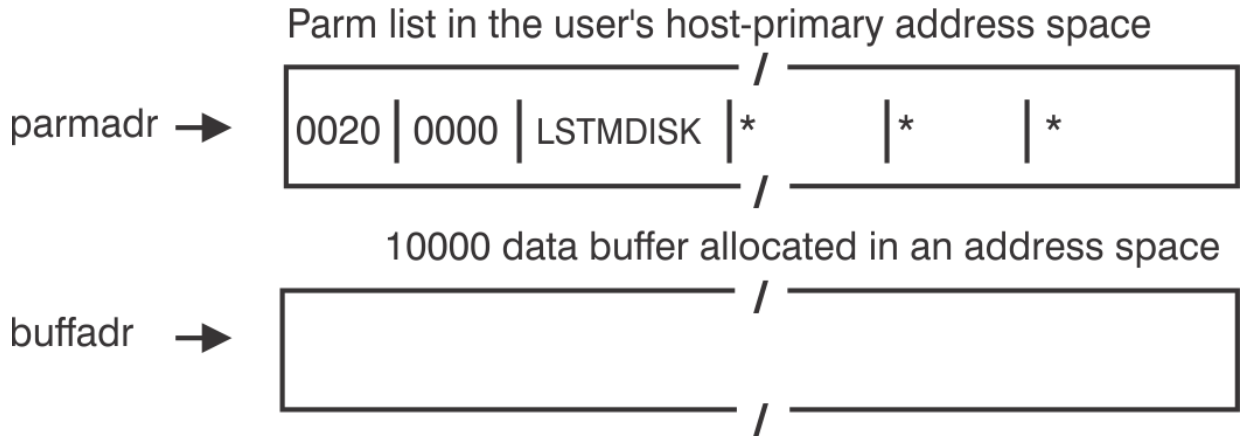 Parm list in the user's host-primary address space
parmadr 0020 0000 LSTMDISK * * *
10000 data buffer allocated in an address space
buffadr